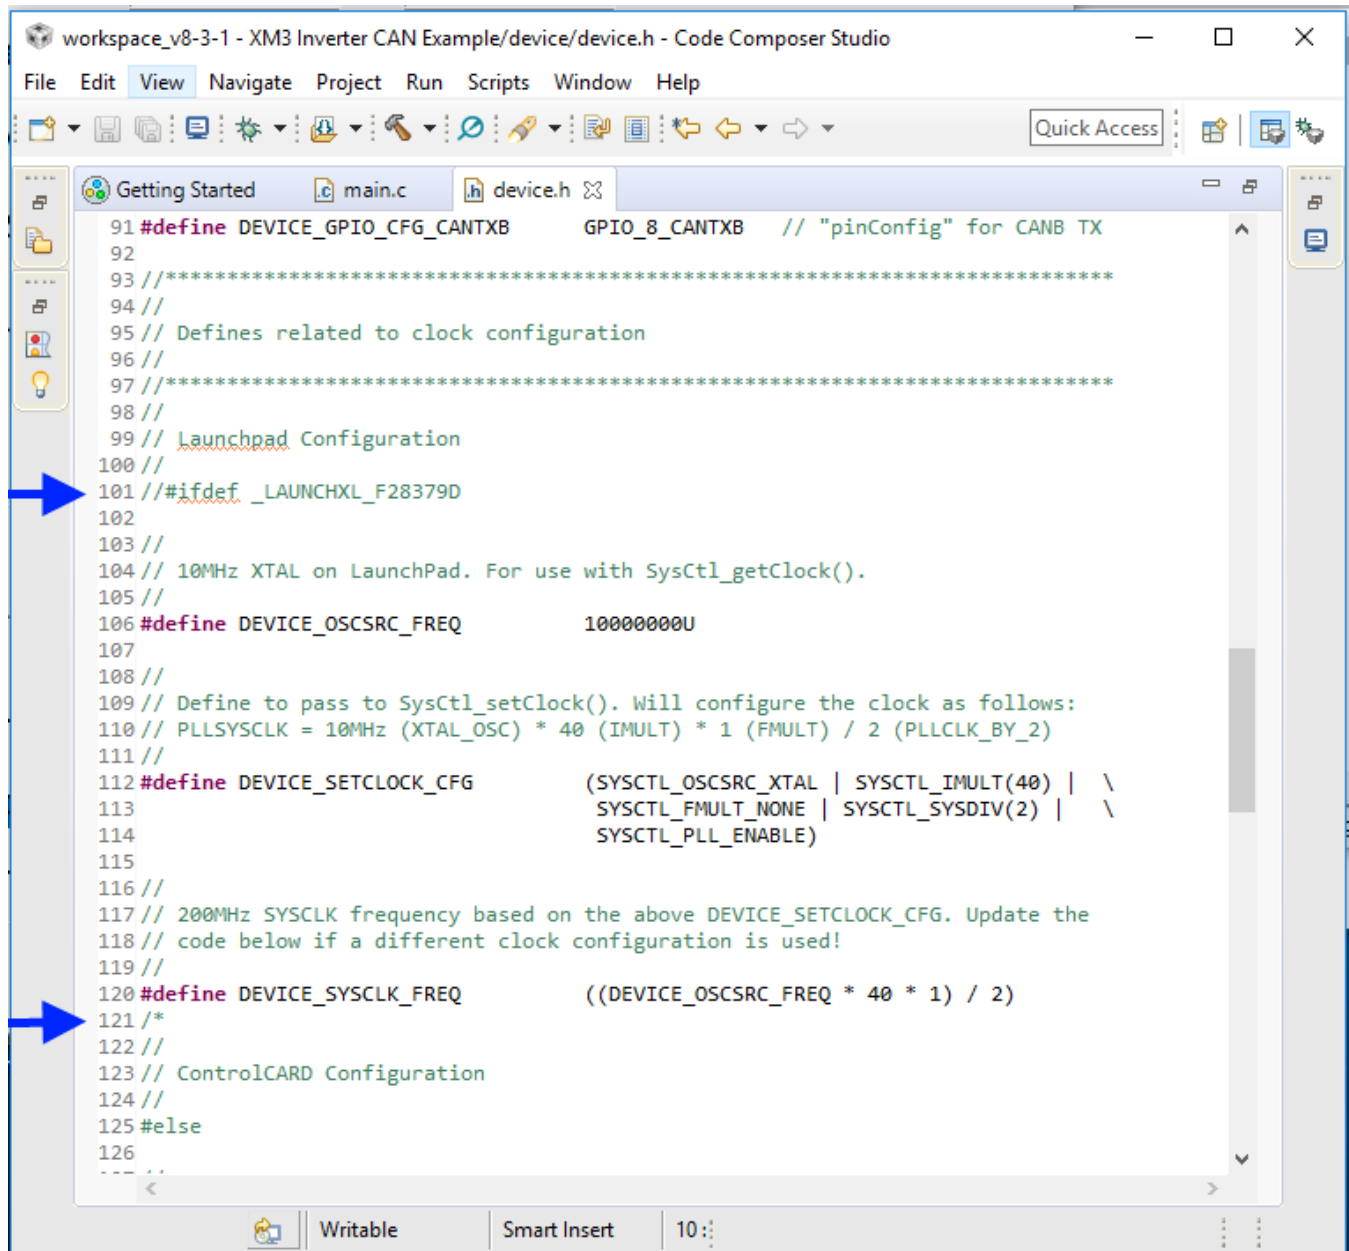 workspace_v8-3-1 - XM3 Inverter CAN Example/device/device.h - Code Composer Studio
File Edit View Navigate Project Run Scripts Window Help
Quick Access
Getting Started main.c device.h
91 #define DEVICE_GPIO_CFG_CANTXB GPIO_8_CANTXB // "pinConfig" for CANB TX
92
93 //*****************************************************************************
94 //
95 // Defines related to clock configuration
96 //
97 //*****************************************************************************
98 //
99 // Launchpad Configuration
100 //
101 //#ifdef _LAUNCHXL_F28379D
102
103 //
104 // 10MHz XTAL on LaunchPad. For use with SysCtl_getClock().
105 //
106 #define DEVICE_OSCSRC_FREQ 10000000U
107
108 //
109 // Define to pass to SysCtl_setClock(). Will configure the clock as follows:
110 // PLLSYSCLK = 10MHz (XTAL_OSC) * 40 (IMULT) * 1 (FMULT) / 2 (PLLCLK_BY_2)
111 //
112 #define DEVICE_SETCLOCK_CFG (SYSCTL_OSCSRC_XTAL | SYSCTL_IMULT(40) | \
113 SYSCTL_FMULT_NONE | SYSCTL_SYSDIV(2) | \
114 SYSCTL_PLL_ENABLE)
115
116 //
117 // 200MHz SYSCLK frequency based on the above DEVICE_SETCLOCK_CFG. Update the
118 // code below if a different clock configuration is used!
119 //
120 #define DEVICE_SYSCLK_FREQ ((DEVICE_OSCSRC_FREQ * 40 * 1) / 2)
121 /*
122 //
123 // ControlCARD Configuration
124 //
125 #else
126
Writable Smart Insert 10 :